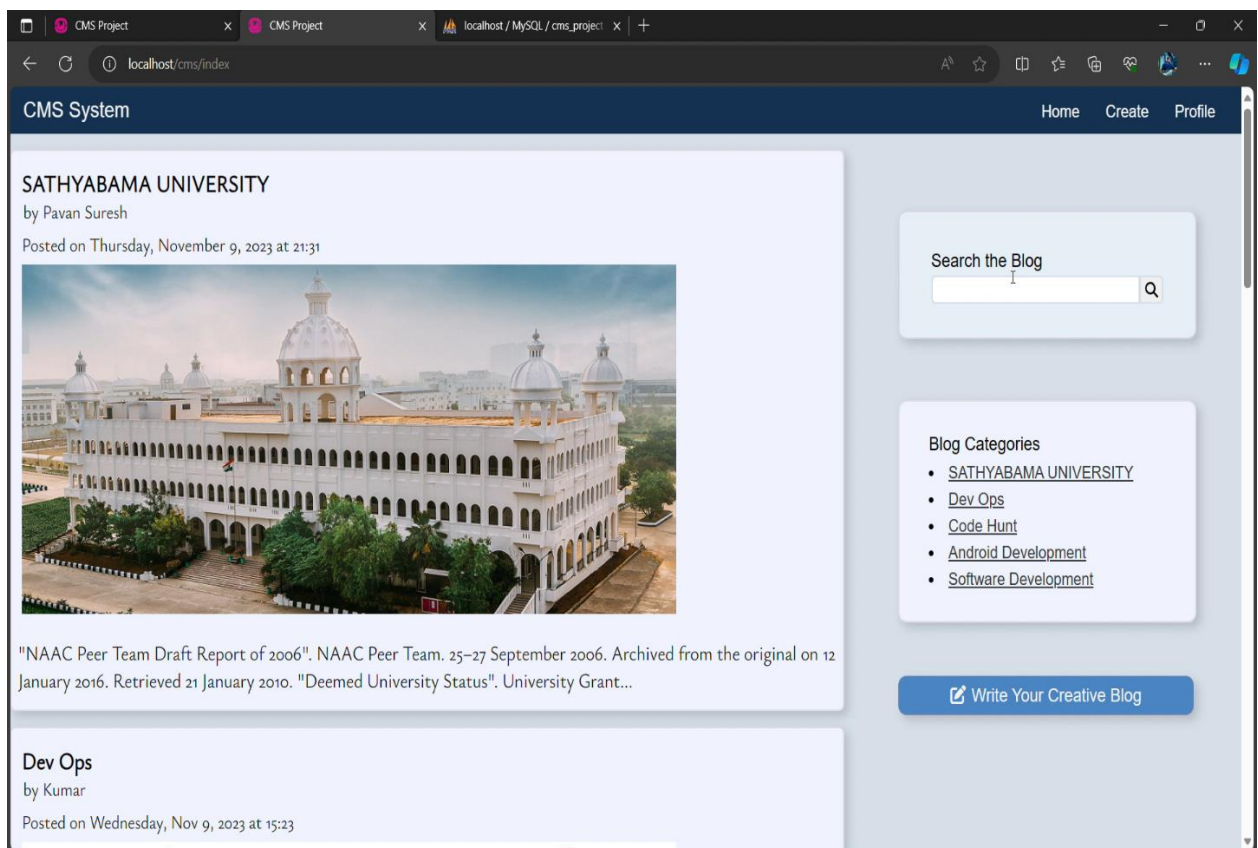 CMS Project
CMS Project
localhost / MySQL / cms_project
localhost/cms/index
CMS System
Home Create Profile
SATHYABAMA UNIVERSITY
by Pavan Suresh
Posted on Thursday, November 9, 2023 at 21:31
"NAAC Peer Team Draft Report of 2006". NAAC Peer Team. 25–27 September 2006. Archived from the original on 12
January 2016. Retrieved 21 January 2010. "Deemed University Status". University Grant...
Dev Ops
by Kumar
Posted on Wednesday, Nov 9, 2023 at 15:23
Search the Blog
Blog Categories
• SATHYABAMA UNIVERSITY
• Dev Ops
• Code Hunt
• Android Development
• Software Development
Write Your Creative Blog